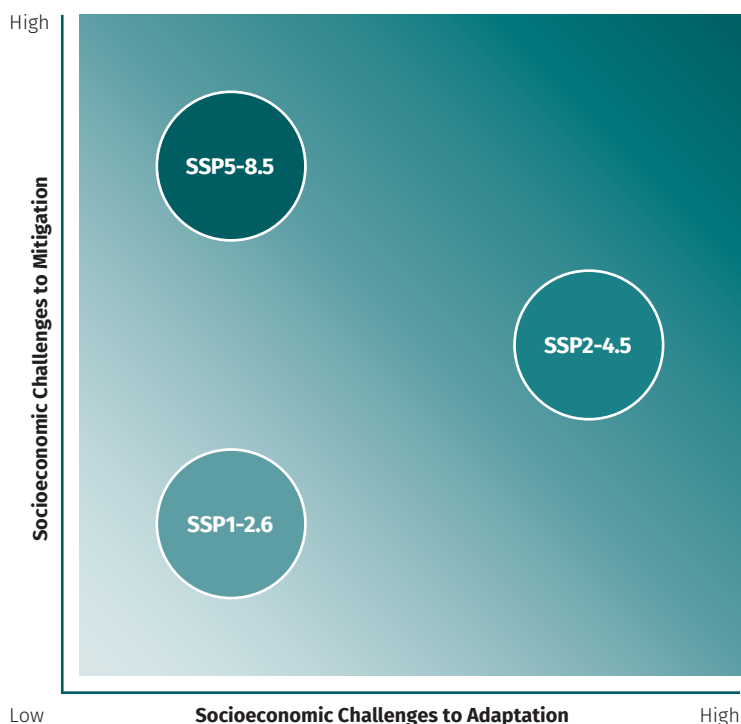 High
Socioeconomic Challenges to Mitigation
SSP5-8.5
SSP2-4.5
SSP1-2.6
Low
Socioeconomic Challenges to Adaptation
High